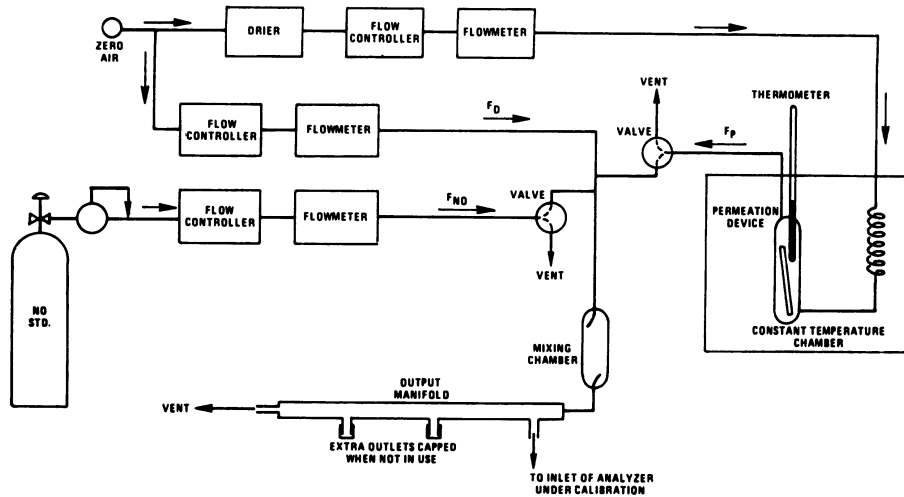 ZERO
AIR
DRIER
FLOW
CONTROLLER
FLOWMETER
FLOW
CONTROLLER
FLOWMETER
F_D
VENT
VALVE
F_P
THERMOMETER
FLOW
CONTROLLER
FLOWMETER
F_NO
VALVE
VENT
PERMEATION
DEVICE
CONSTANT TEMPERATURE
CHAMBER
NO
STD.
MIXING
CHAMBER
OUTPUT
MANIFOLD
VENT
EXTRA OUTLETS CAPPED
WHEN NOT IN USE
TO INLET OF ANALYZER
UNDER CALIBRATION